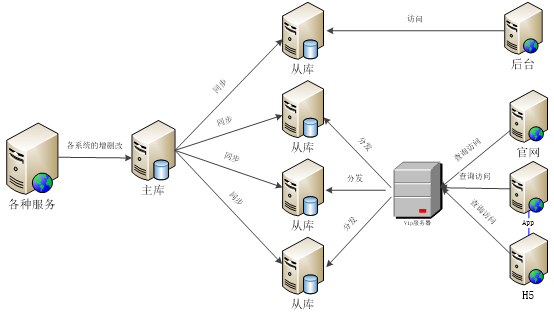 访问
从库
后台
同步
同步
从库
分发
官网
查询访问
各系统的增删改
各种服务
主库
同步
分发
查询访问
同步
从库
分发
Vip服务器
App
查询访问
从库
H5